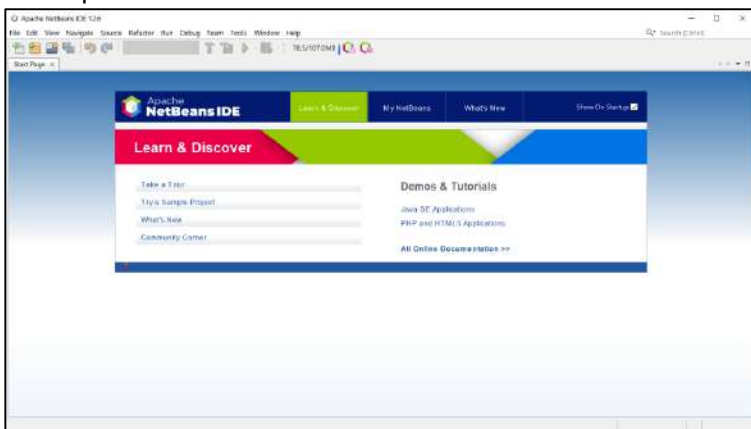 Apache NetBeans IDE 12.6
File Edit View Navigate Source Refactor Run Debug Team Tools Window Help
Search (Ctrl+I)
Start Page
Apache
NetBeans IDE
Learn & Discover
My NetBeans
What's New
Show On Startup
Learn & Discover
Take a Tour
Try a Sample Project
What's New
Community Corner
Demos & Tutorials
Java SE Applications
PHP and HTML5 Applications
All Online Documentation >>